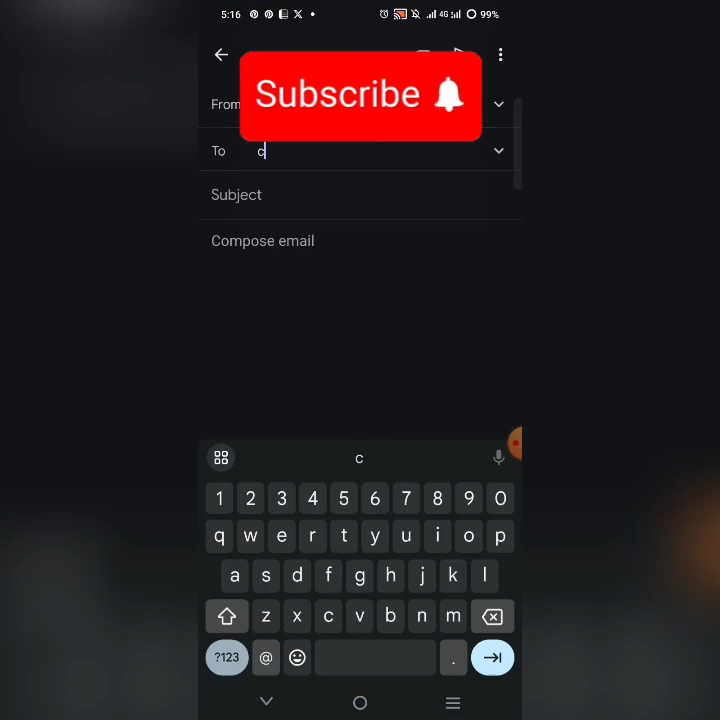 5:16 X 4G 99%
Subscribe
From
To c
Subject
Compose email
c
1 2 3 4 5 6 7 8 9 0
q w e r t y u i o p
a s d f g h j k l
z x c v b n m
?123 @ .